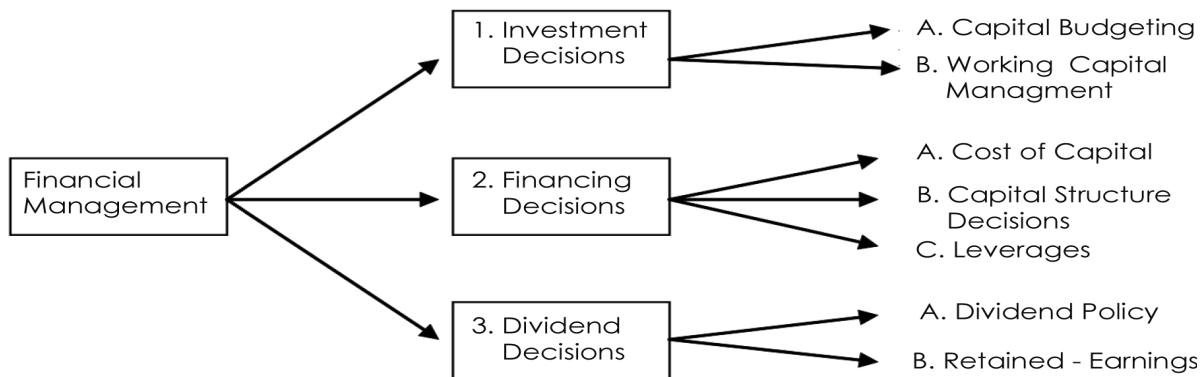 Financial
Management
1. Investment
Decisions
A. Capital Budgeting
B. Working Capital
Managment
2. Financing
Decisions
A. Cost of Capital
B. Capital Structure
Decisions
C. Leverages
3. Dividend
Decisions
A. Dividend Policy
B. Retained - Earnings